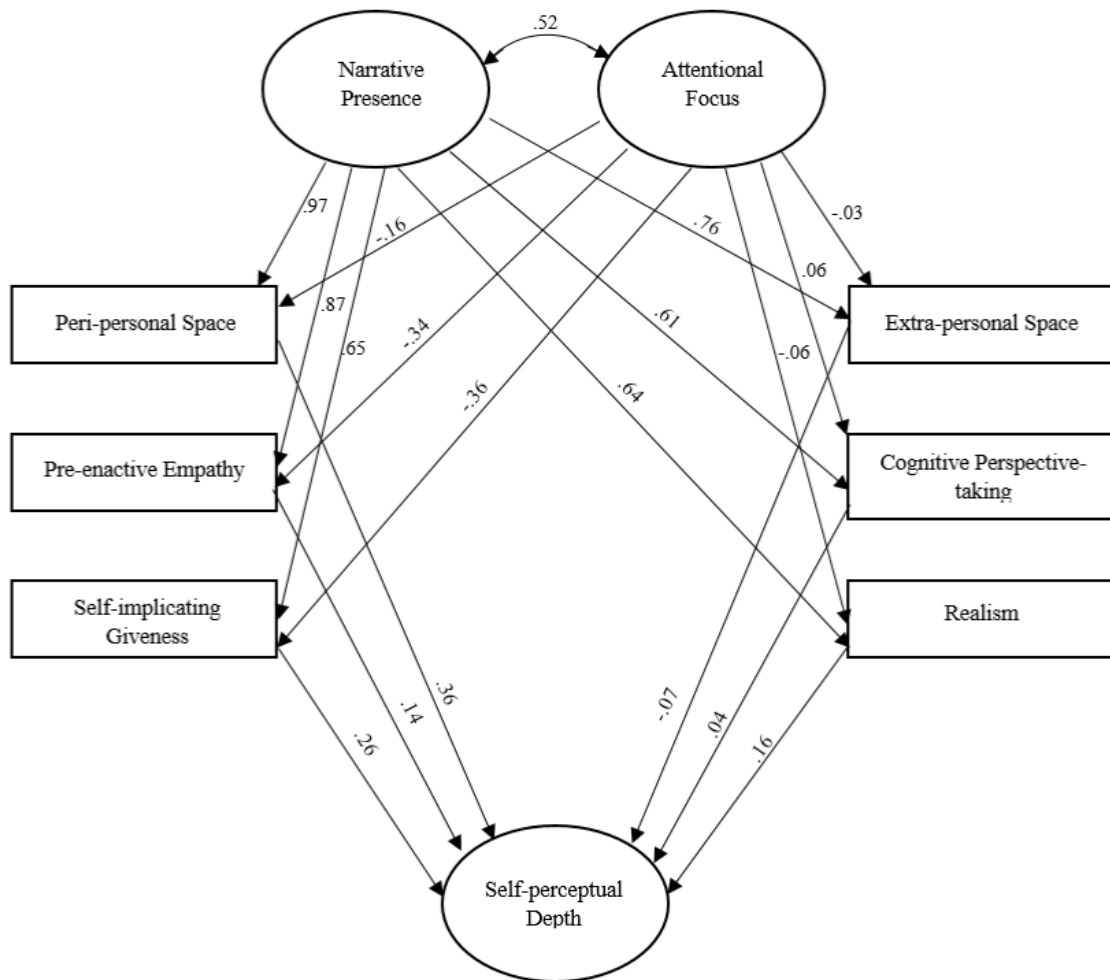 .52
Narrative
Presence
Attentional
Focus
.97
-.16
.76
-.03
.87
-.34
.61
.06
.65
-.36
.64
-.06
Peri-personal Space
Extra-personal Space
Pre-enactive Empathy
Cognitive Perspective-
taking
Self-implicating
Giveness
Realism
.26
.14
.36
-.07
.04
.16
Self-perceptual
Depth